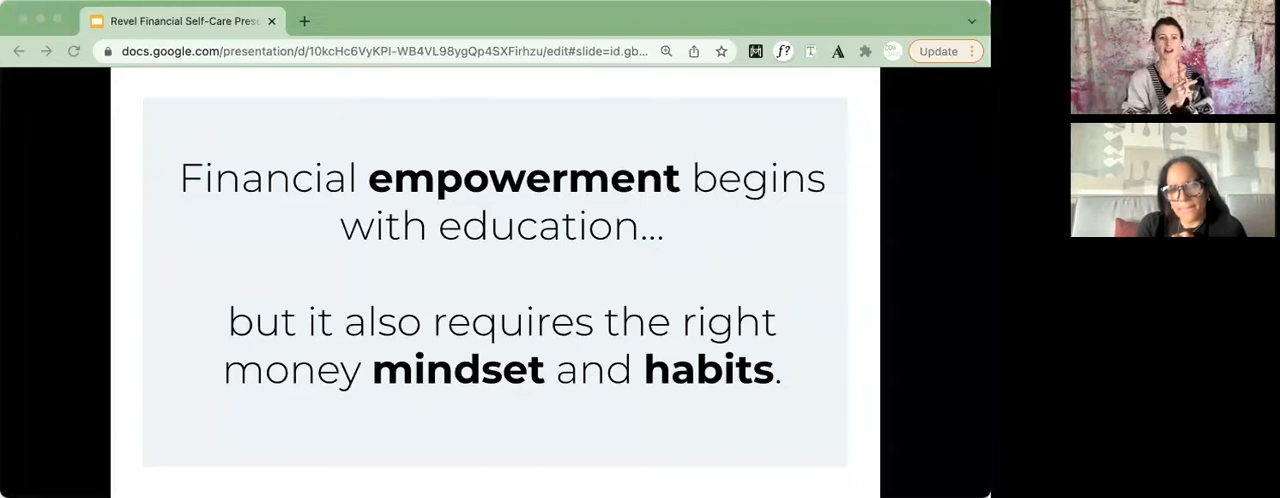 Revel Financial Self-Care Pres
docs.google.com/presentation/d/10kcHc6VyKPI-WB4VL98ygQp4SXFirhzu/edit#slide=id.gb...
f?
T
A
Update
Financial empowerment begins
with education...
but it also requires the right
money mindset and habits.